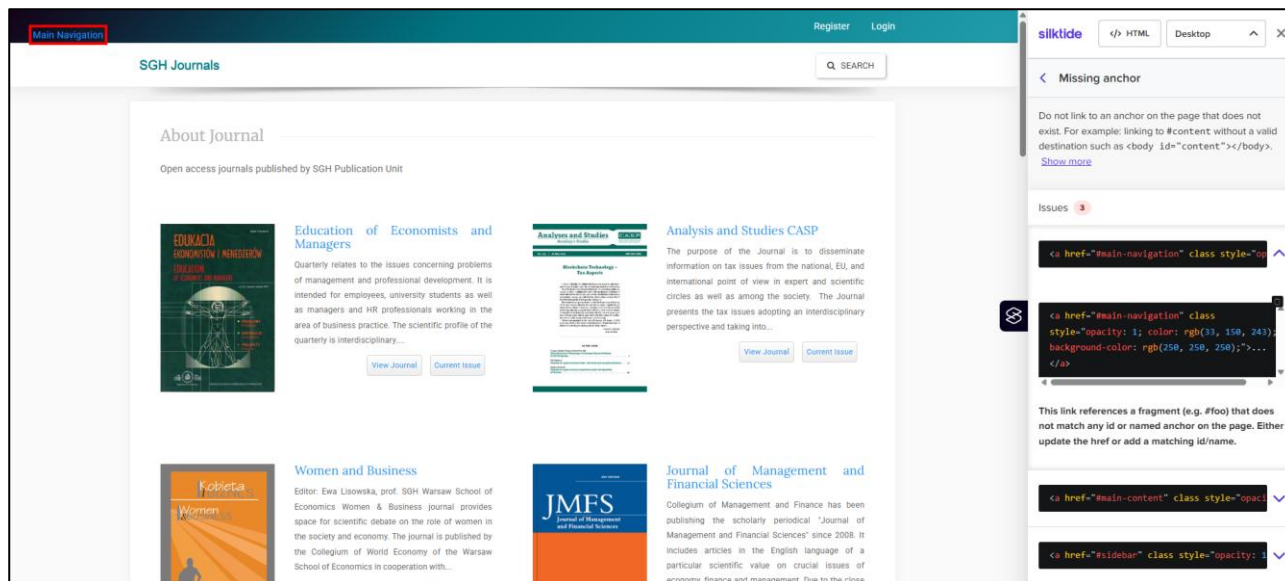 Register Login
Main Navigation
SGH Journals
SEARCH
About Journal
Open access journals published by SGH Publication Unit
EDUKACJA
EKONOMISTÓW I MENEDŻERÓW
EDUCATION
OF ECONOMISTS AND MANAGERS
Education of Economists and
Managers
Quarterly relates to the issues concerning problems
of management and professional development. It is
intended for employees, university students as well
as managers and HR professionals working in the
area of business practice. The scientific profile of the
quarterly is interdisciplinary....
View Journal Current Issue
Analyses and Studies CASP
Blockchain Technology –
Tax Aspects
Analysis and Studies CASP
The purpose of the Journal is to disseminate
information on tax issues from the national, EU, and
international point of view in expert and scientific
circles as well as among the society. The Journal
presents the tax issues adopting an interdisciplinary
perspective and taking into...
View Journal Current Issue
Kobieta
Women
Women and Business
Editor: Ewa Lisowska, prof. SGH Warsaw School of
Economics Women & Business journal provides
space for scientific debate on the role of women in
the society and economy. The journal is published by
the Collegium of World Economy of the Warsaw
School of Economics in cooperation with...
JMFS
Journal of Management
and Financial Sciences
Journal of Management and
Financial Sciences
Collegium of Management and Finance has been
publishing the scholarly periodical "Journal of
Management and Financial Sciences" since 2008. It
includes articles in the English language of a
particular scientific value on crucial issues of
economy, finance and management. Due to the close
silktide
</> HTML
Desktop
Missing anchor
Do not link to an anchor on the page that does not
exist. For example: linking to #content without a valid
destination such as <body id="content"></body>.
Show more
Issues 3
<a href="#main-navigation" class style="op
<a href="#main-navigation" class
style="opacity: 1; color: rgb(33, 150, 243);
background-color: rgb(250, 250, 250);">...
</a>
This link references a fragment (e.g. #foo) that does
not match any id or named anchor on the page. Either
update the href or add a matching id/name.
<a href="#main-content" class style="opaci
<a href="#sidebar" class style="opacity: 1